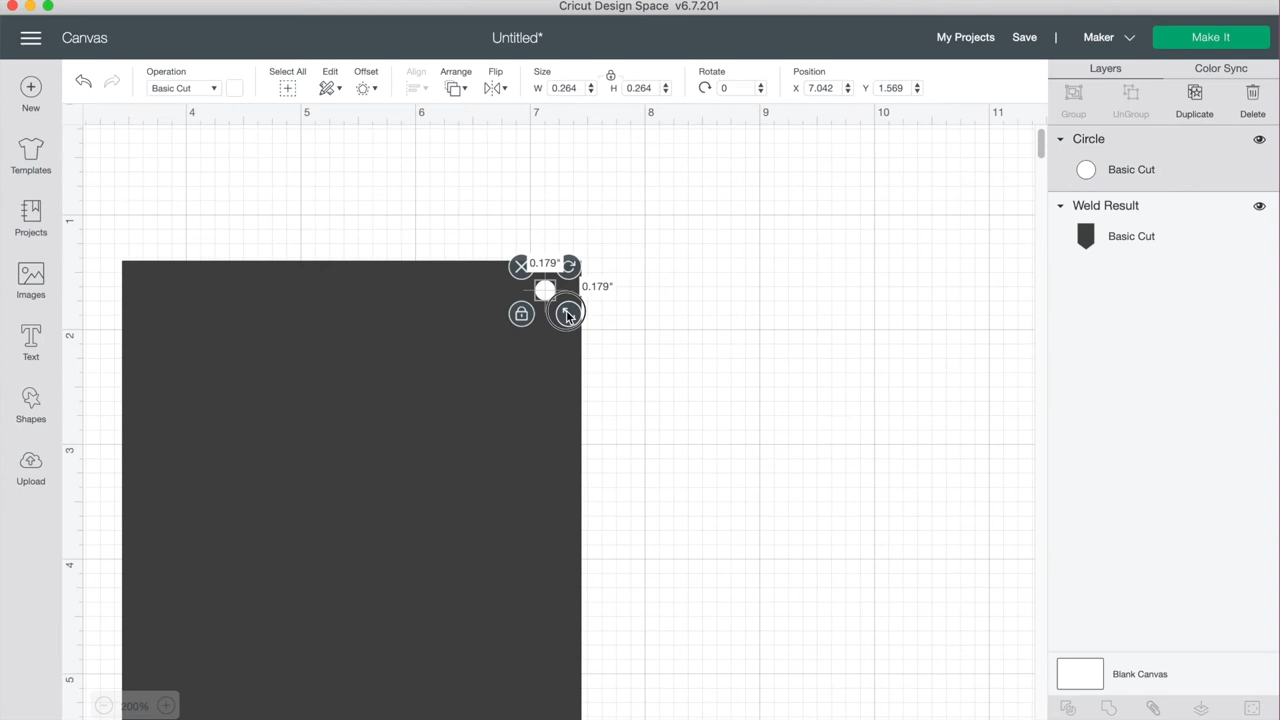 Cricut Design Space v6.7.201
Canvas
Untitled*
My Projects Save | Maker Make It
Operation
Basic Cut
Select All
Edit
Offset
Align
Arrange
Flip
Size
W 0.264
H 0.264
Rotate
0
Position
X 7.042
Y 1.569
Layers Color Sync
Group UnGroup Duplicate Delete
Circle
Basic Cut
Weld Result
Basic Cut
New
Templates
Projects
Images
Text
Shapes
Upload
4 5 6 7 8 9 10 11
1
2
3
4
5
0.179"
0.179"
200%
Blank Canvas